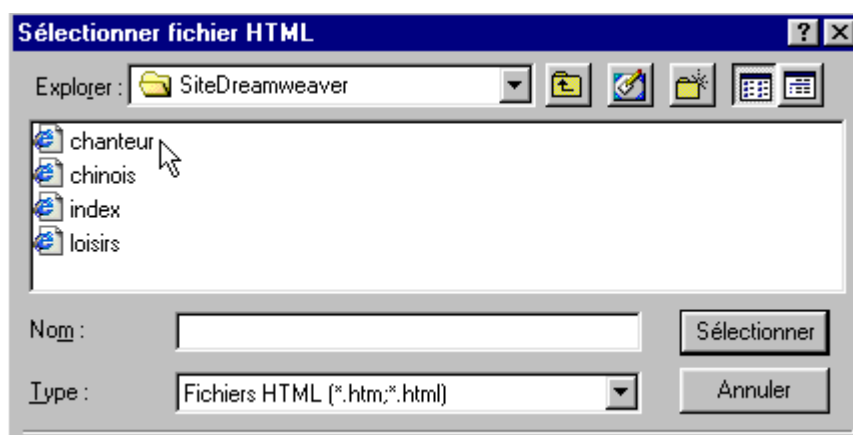 Sélectionner fichier HTML
Explorer : SiteDreamweaver
chanteur
chinois
index
loisirs
Nom :
Sélectionner
Type : Fichiers HTML (*.htm;*.html)
Annuler